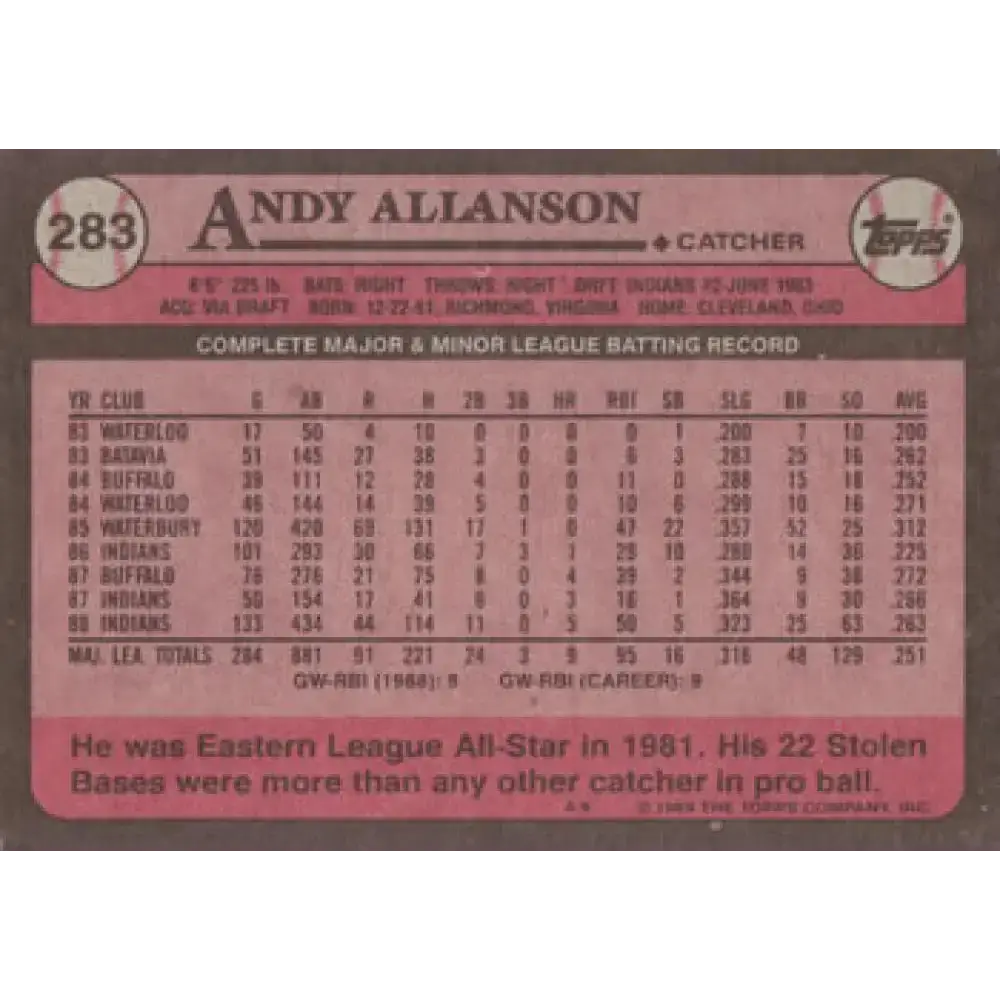 283
ANDY ALLANSON
CATCHER
TOPPS®
6'5" 225 lb. BATS: RIGHT THROWS: RIGHT DRFT: INDIANS #2-JUNE 1983
ACQ: VIA DRAFT BORN: 12-22-61, RICHMOND, VIRGINIA HOME: CLEVELAND, OHIO
COMPLETE MAJOR & MINOR LEAGUE BATTING RECORD
YR CLUB G AB R H 2B 3B HR RBI SB SLG BB SO AVG
83 WATERLOO 17 50 4 10 0 0 0 0 1 .200 7 10 .200
83 BATAVIA 51 145 27 38 3 0 0 6 3 .283 25 16 .262
84 BUFFALO 39 111 12 28 4 0 0 11 0 .288 15 18 .252
84 WATERLOO 46 144 14 39 5 0 0 10 6 .299 10 16 .271
85 WATERBURY 120 420 69 131 17 1 0 47 22 .357 52 25 .312
86 INDIANS 101 293 30 66 7 3 1 29 10 .280 14 36 .225
87 BUFFALO 76 276 21 75 8 0 4 39 2 .344 9 36 .272
87 INDIANS 50 154 17 41 6 0 3 16 1 .364 9 30 .266
88 INDIANS 133 434 44 114 11 0 5 50 5 .323 25 63 .263
MAJ. LEA. TOTALS 284 881 91 221 24 3 9 95 16 .316 48 129 .251
GW-RBI (1988): GW-RBI (CAREER): 9
He was Eastern League All-Star in 1981. His 22 Stolen
Bases were more than any other catcher in pro ball.
© 1989 THE TOPPS COMPANY, INC.